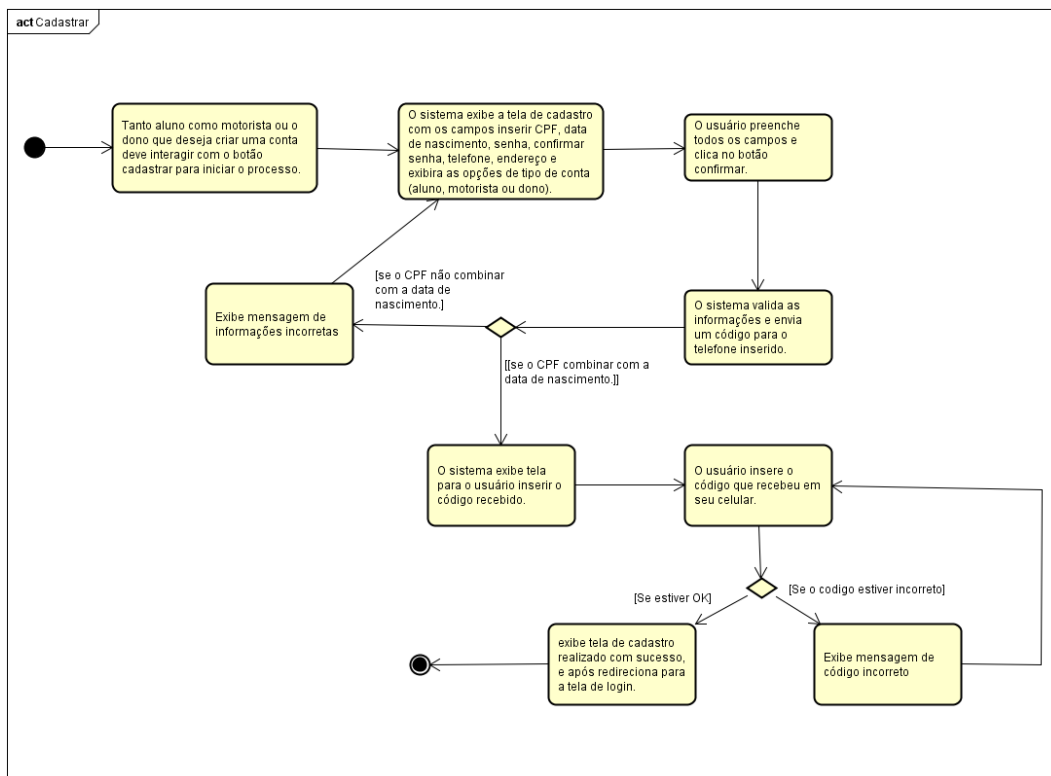 act Cadastrar
Tanto aluno como motorista ou o
dono que deseja criar uma conta
deve interagir com o botão
cadastrar para iniciar o processo.
O sistema exibe a tela de cadastro
com os campos inserir CPF, data
de nascimento, senha, confirmar
senha, telefone, endereço e
exibira as opções de tipo de conta
(aluno, motorista ou dono).
O usuário preenche
todos os campos e
clica no botão
confirmar.
[se o CPF não combinar
com a data de
nascimento.]
Exibe mensagem de
informações incorretas
O sistema valida as
informações e envia
um código para o
telefone inserido.
[[se o CPF combinar com a
data de nascimento.]]
O sistema exibe tela
para o usuário inserir o
código recebido.
O usuário insere o
código que recebeu em
seu celular.
[Se estiver OK]
[Se o codigo estiver incorreto]
exibe tela de cadastro
realizado com sucesso,
e após redireciona para
a tela de login.
Exibe mensagem de
código incorreto